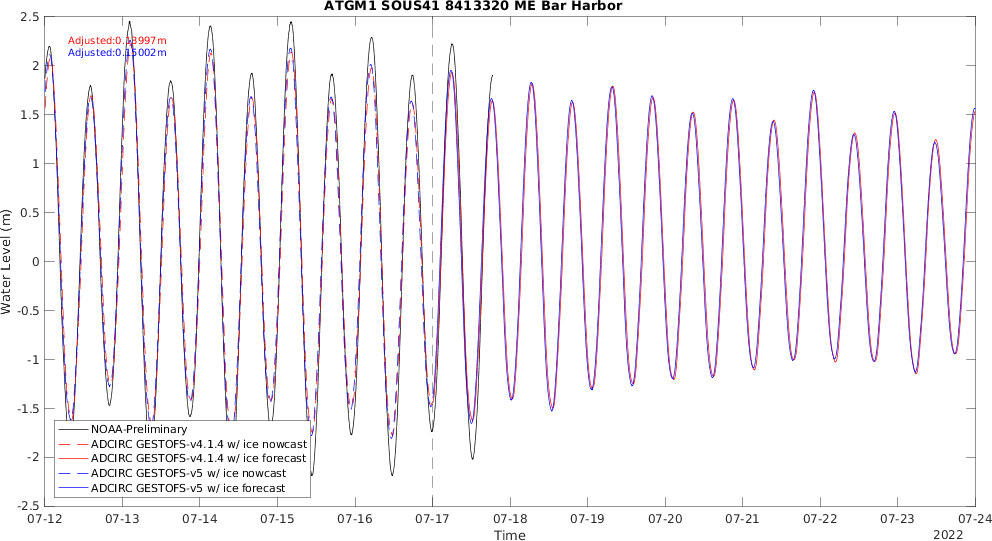 ATGM1 SOUS41 8413320 ME Bar Harbor
2.5
2
1.5
1
0.5
0
-0.5
-1
-1.5
-2
-2.5
Water Level (m)
Adjusted:0.13997m
Adjusted:0.15002m
NOAA-Preliminary
ADCIRC GESTOFS-v4.1.4 w/ ice nowcast
ADCIRC GESTOFS-v4.1.4 w/ ice forecast
ADCIRC GESTOFS-v5 w/ ice nowcast
ADCIRC GESTOFS-v5 w/ ice forecast
07-12 07-13 07-14 07-15 07-16 07-17 07-18 07-19 07-20 07-21 07-22 07-23 07-24
Time
2022